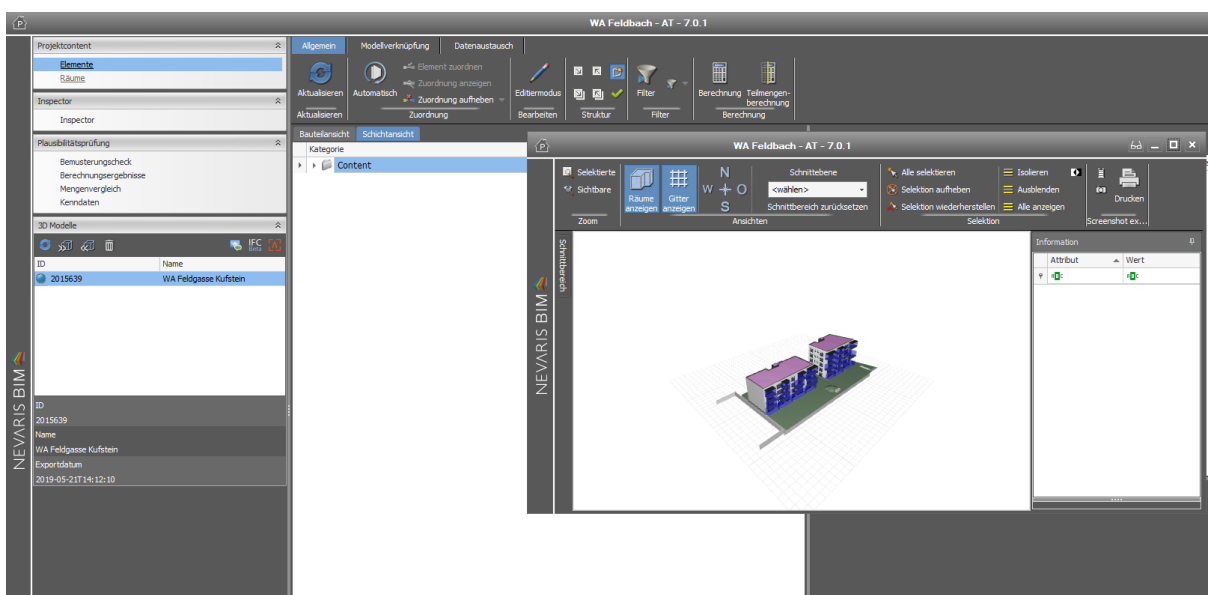 WA Feldbach - AT - 7.0.1
Projektcontent
Elemente
Räume
Inspector
Inspector
Plausibilitätsprüfung
Bemusterungscheck
Berechnungsergebnisse
Mengenvergleich
Kenndaten
3D Modelle
IFC
Beta
ID Name
2015639 WA Feldgasse Kufstein
ID
2015639
Name
WA Feldgasse Kufstein
Exportdatum
2019-05-21T14:12:10
NEVARIS BIM
Allgemein Modellverknüpfung Datenaustausch
Aktualisieren
Aktualisieren
Automatisch
Element zuordnen
Zuordnung anzeigen
Zuordnung aufheben
Zuordnung
Editiermodus
Bearbeiten
Struktur
Filter
Filter
Berechnung
Teilmengen-
berechnung
Berechnung
Bauteilansicht Schichtansicht
Kategorie
Content
WA Feldbach - AT - 7.0.1
Selektierte
Sichtbare
Zoom
Räume
anzeigen
Gitter
anzeigen
N
W O
S
Schnittebene
<wählen>
Schnittbereich zurücksetzen
Ansichten
Alle selektieren
Selektion aufheben
Selektion wiederherstellen
Isolieren
Ausblenden
Alle anzeigen
Selektion
Drucken
Screenshot ex...
Schnittbereich
NEVARIS BIM
Information
Attribut Wert